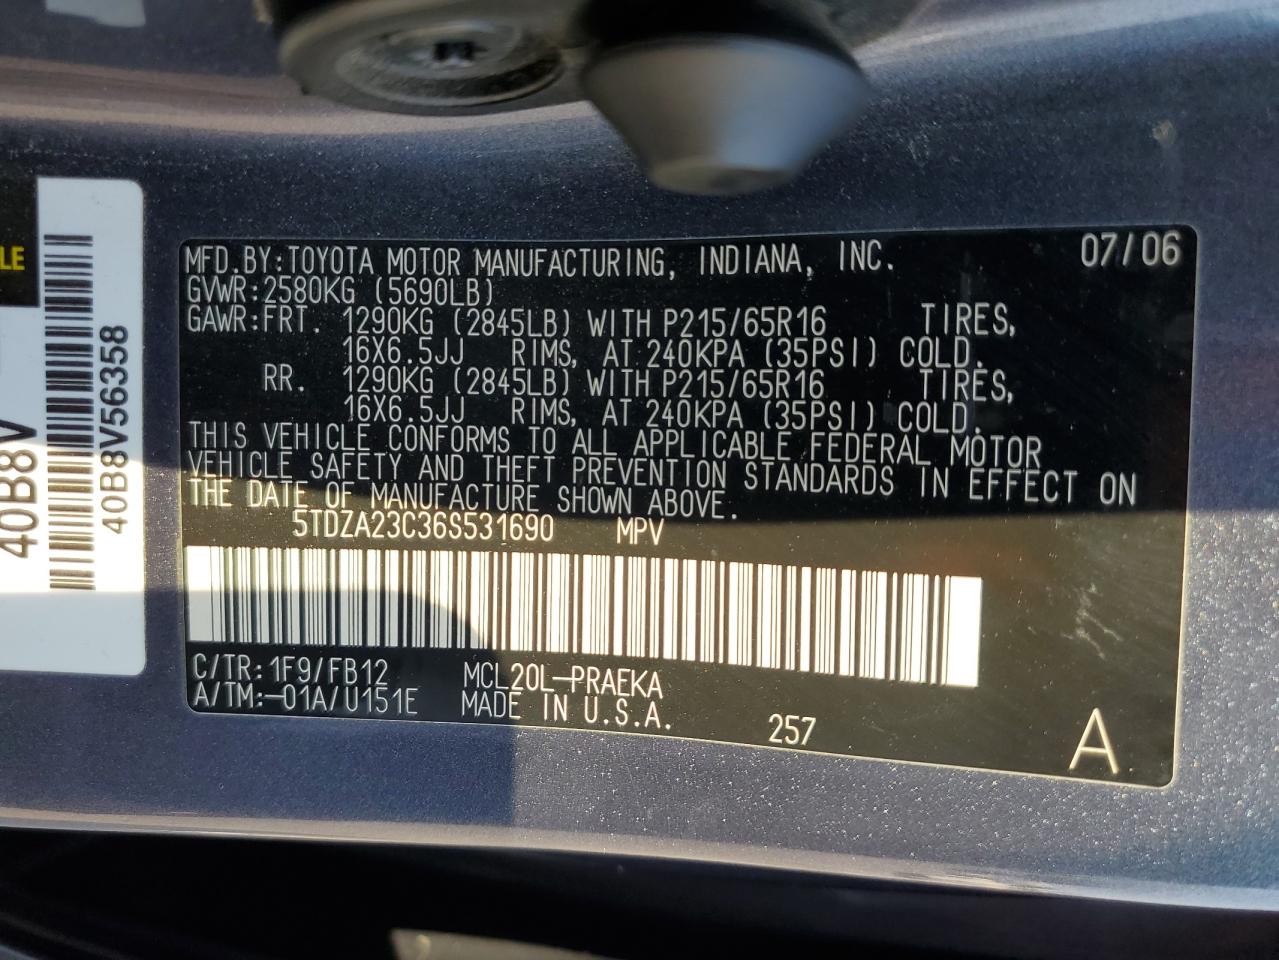 MFD.BY:TOYOTA MOTOR MANUFACTURING, INDIANA, INC. 07/06
GVWR:2580KG (5690LB)
GAWR:FRT. 1290KG (2845LB) WITH P215/65R16 TIRES,
16X6.5JJ RIMS, AT 240KPA (35PSI) COLD.
RR. 1290KG (2845LB) WITH P215/65R16 TIRES,
16X6.5JJ RIMS, AT 240KPA (35PSI) COLD.
THIS VEHICLE CONFORMS TO ALL APPLICABLE FEDERAL MOTOR
VEHICLE SAFETY AND THEFT PREVENTION STANDARDS IN EFFECT ON
THE DATE OF MANUFACTURE SHOWN ABOVE.
5TDZA23C36S531690 MPV
C/TR:1F9/FB12 MCL20L-PRAEKA
A/TM:-01A/U151E MADE IN U.S.A. 257 A
40B8V
40B8V56358